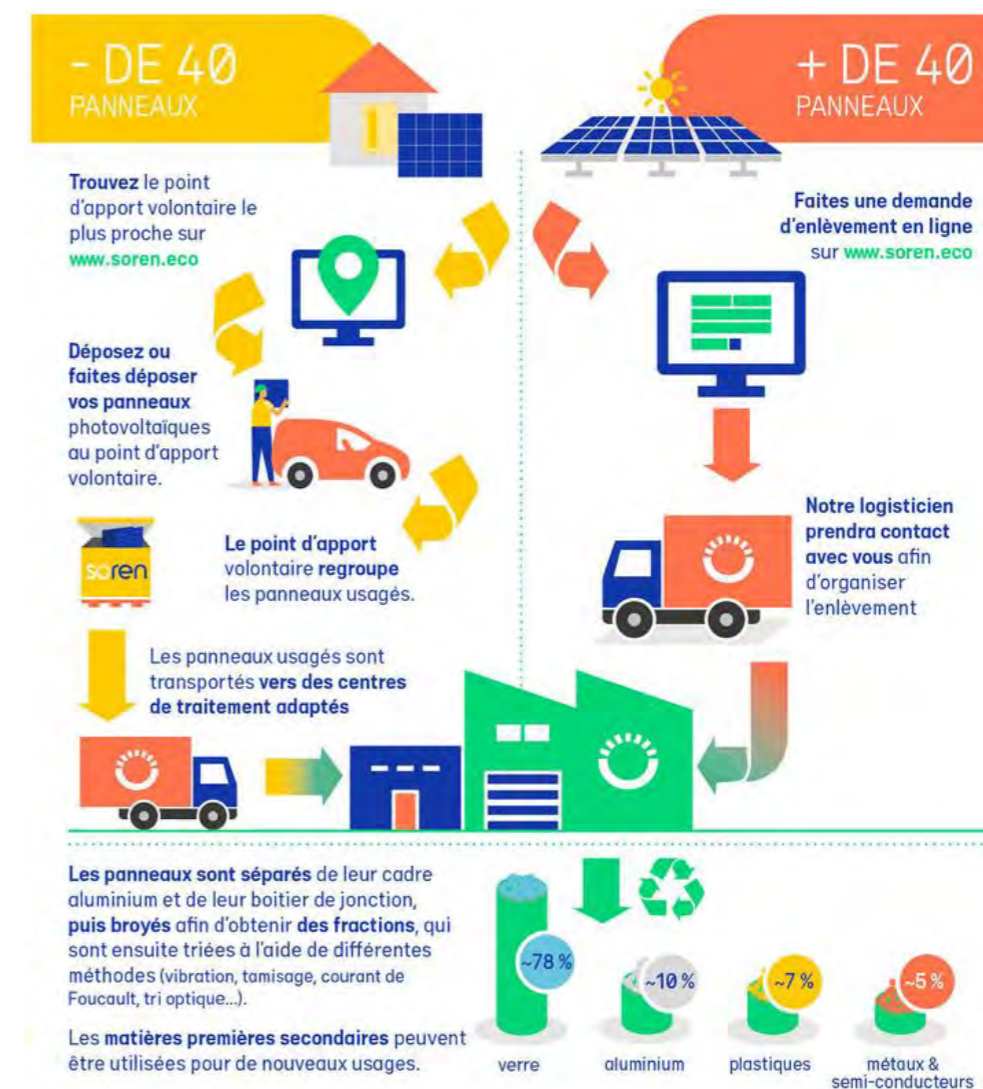 - DE 40
PANNEAUX
Trouvez le point
d'apport volontaire le
plus proche sur
www.soren.eco
Déposez ou
faites déposer
vos panneaux
photovoltaïques
au point d'apport
volontaire.
soren
Le point d'apport
volontaire regroupe
les panneaux usagés.
Les panneaux usagés sont
transportés vers des centres
de traitement adaptés
+ DE 40
PANNEAUX
Faites une demande
d'enlèvement en ligne
sur www.soren.eco
Notre logisticien
prendra contact
avec vous afin
d'organiser
l'enlèvement
Les panneaux sont séparés de leur cadre
aluminium et de leur boitier de jonction,
puis broyés afin d'obtenir des fractions, qui
sont ensuite triées à l'aide de différentes
méthodes (vibration, tamisage, courant de
Foucault, tri optique...).
Les matières premières secondaires peuvent
être utilisées pour de nouveaux usages.
~78 %
verre
~10 %
aluminium
~7 %
plastiques
~5 %
métaux &
semi-conducteurs